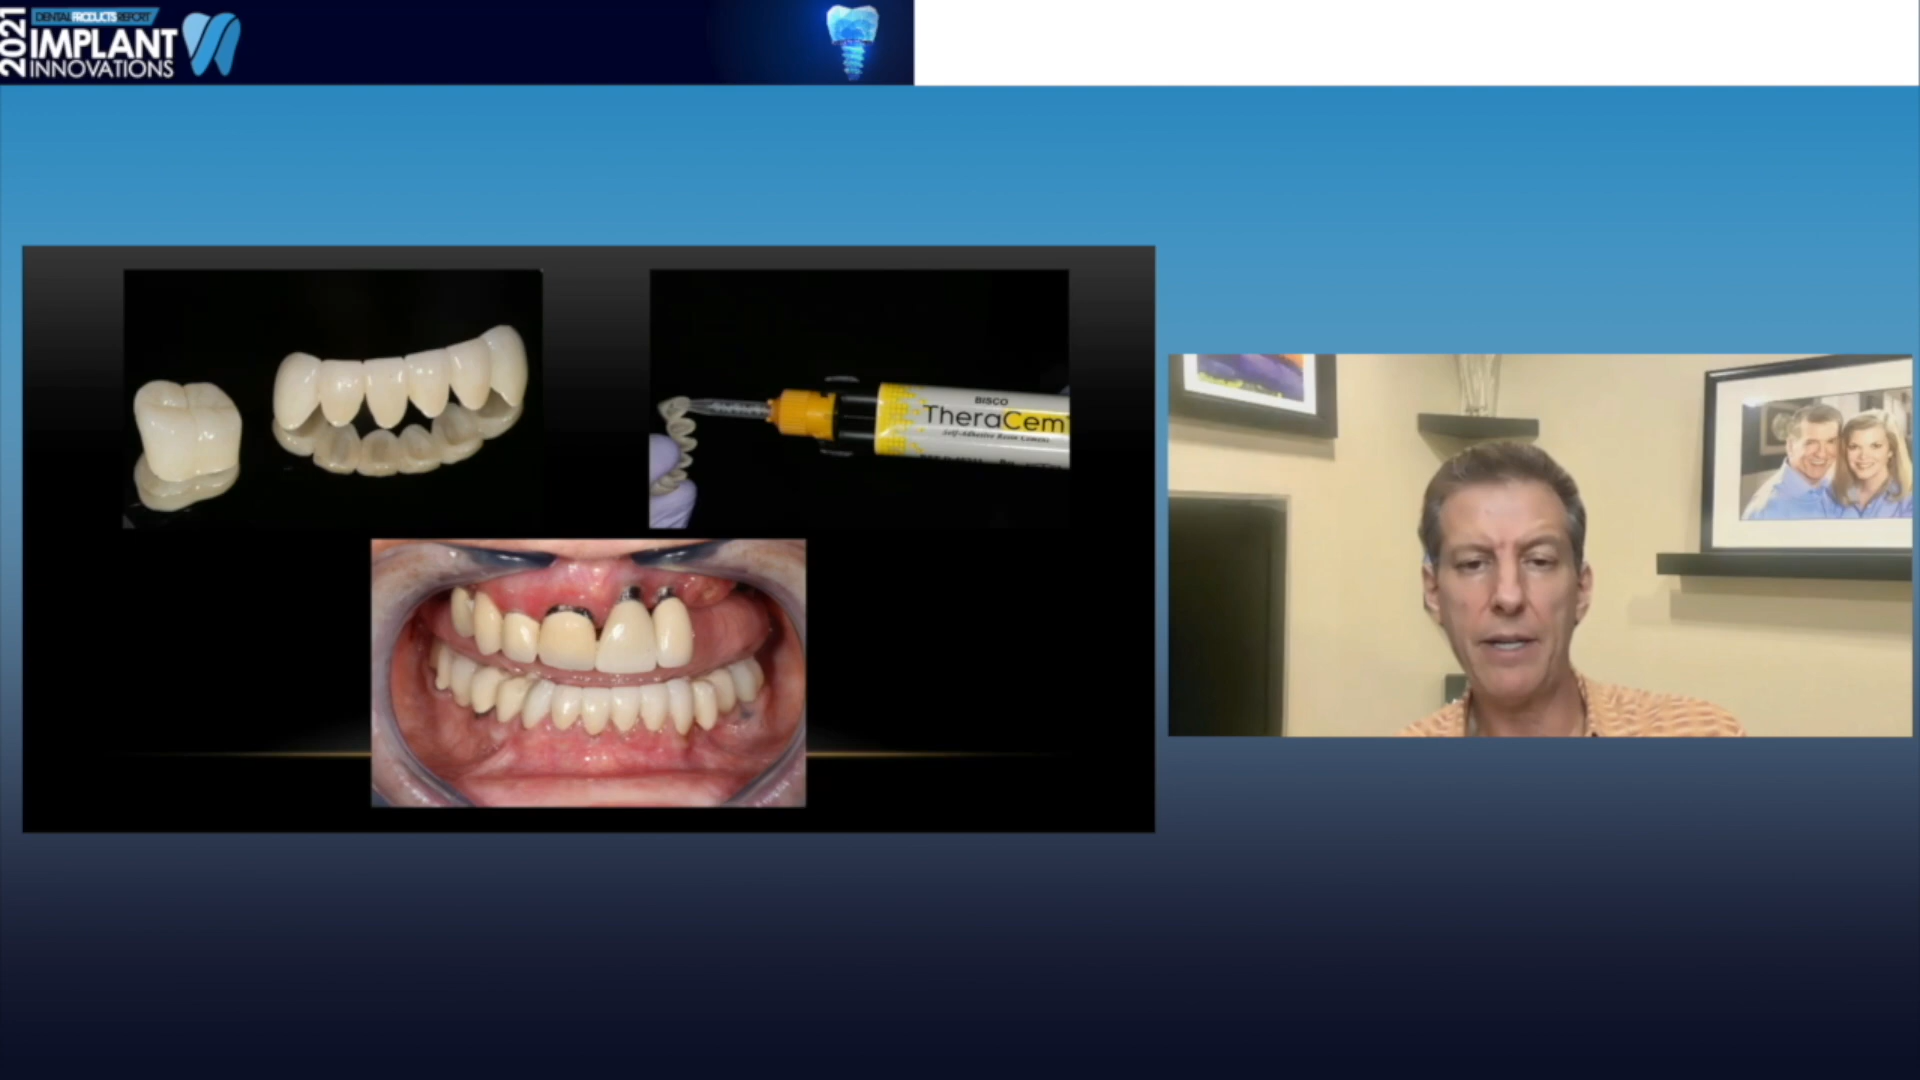 2021
DENTAL PRODUCTS REPORT
IMPLANT
INNOVATIONS
BISCO
TheraCem
Self-Adhesive Resin Cement